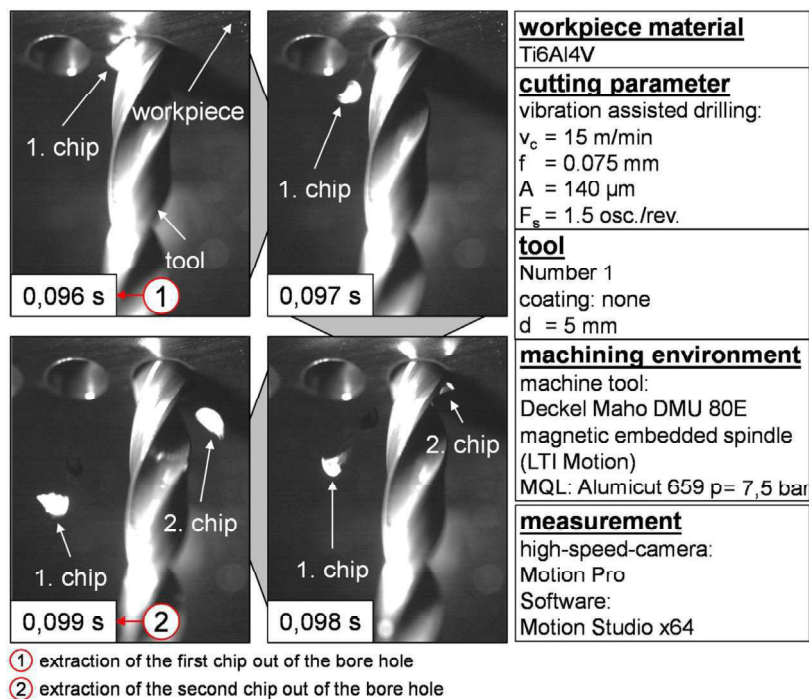 workpiece
1. chip
tool
0,096 s
1
1. chip
0,097 s
2. chip
1. chip
0,099 s
2
2. chip
1. chip
0,098 s
1 extraction of the first chip out of the bore hole
2 extraction of the second chip out of the bore hole
workpiece material
Ti6Al4V
cutting parameter
vibration assisted drilling:
vc = 15 m/min
f = 0.075 mm
A = 140 µm
Fs = 1.5 osc./rev.
tool
Number 1
coating: none
d = 5 mm
machining environment
machine tool:
Deckel Maho DMU 80E
magnetic embedded spindle
(LTI Motion)
MQL: Alumicut 659 p= 7,5 bar
measurement
high-speed-camera:
Motion Pro
Software:
Motion Studio x64